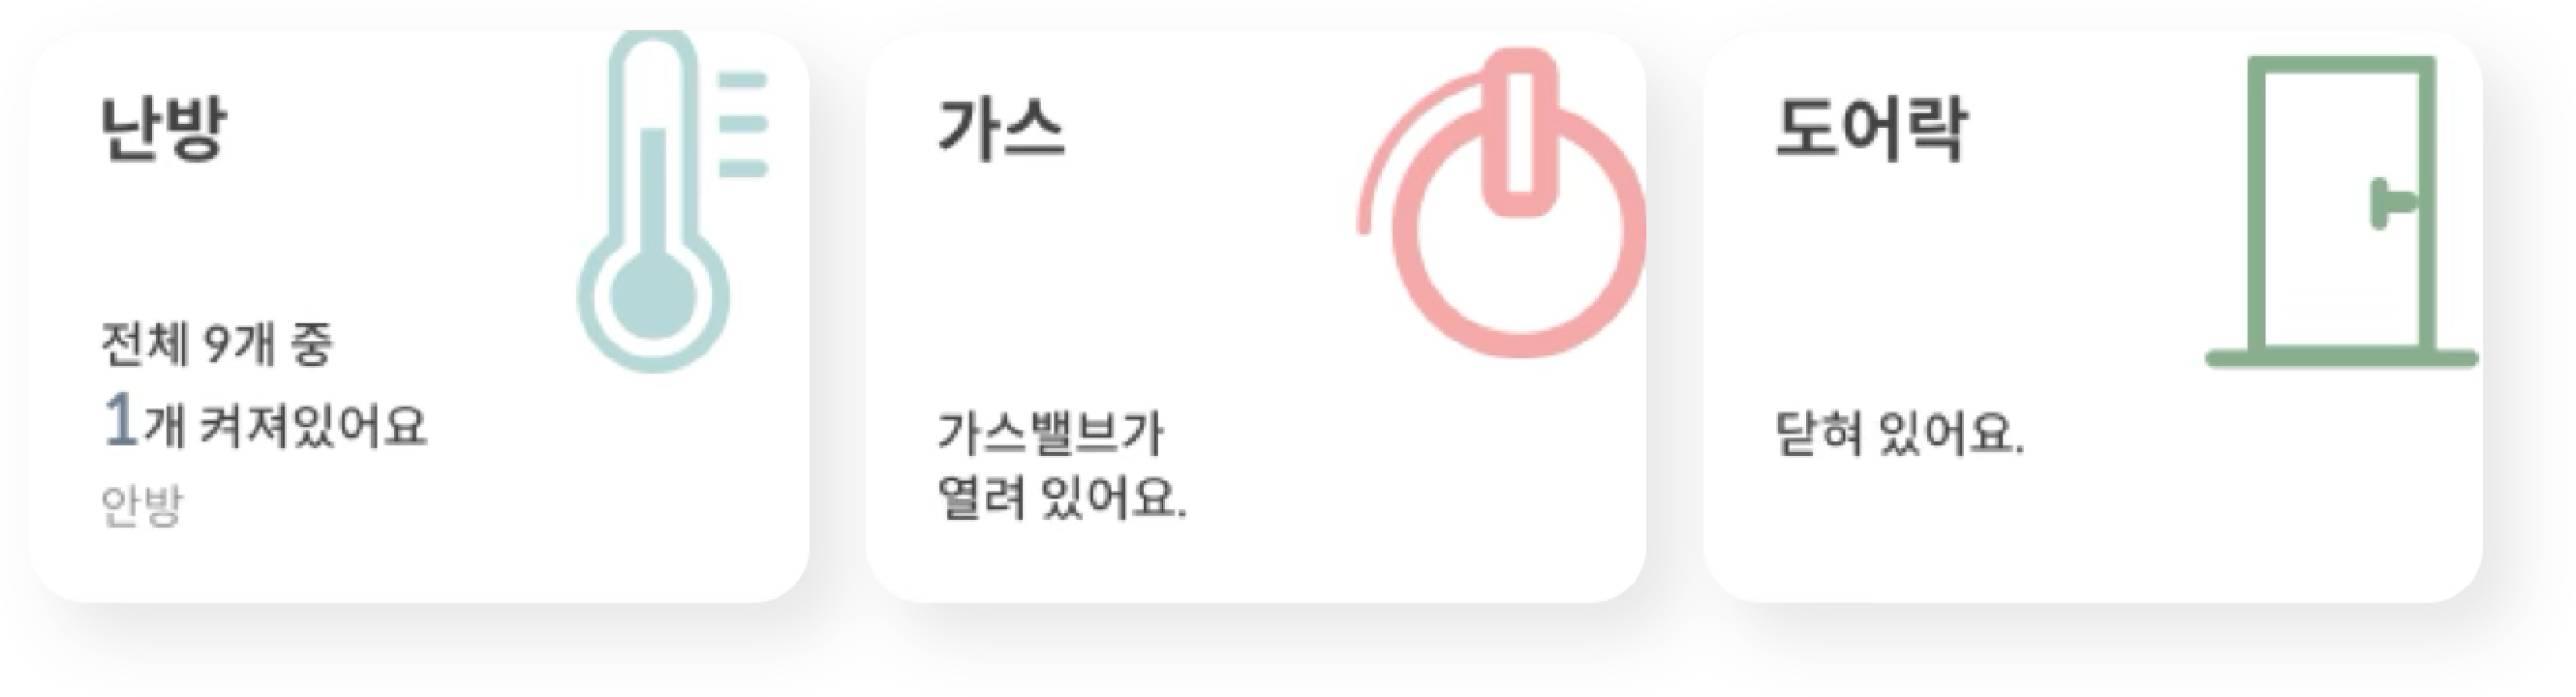 난방
전체 9개 중
1개 켜져있어요
안방
가스
가스밸브가
열려 있어요.
도어락
닫혀 있어요.